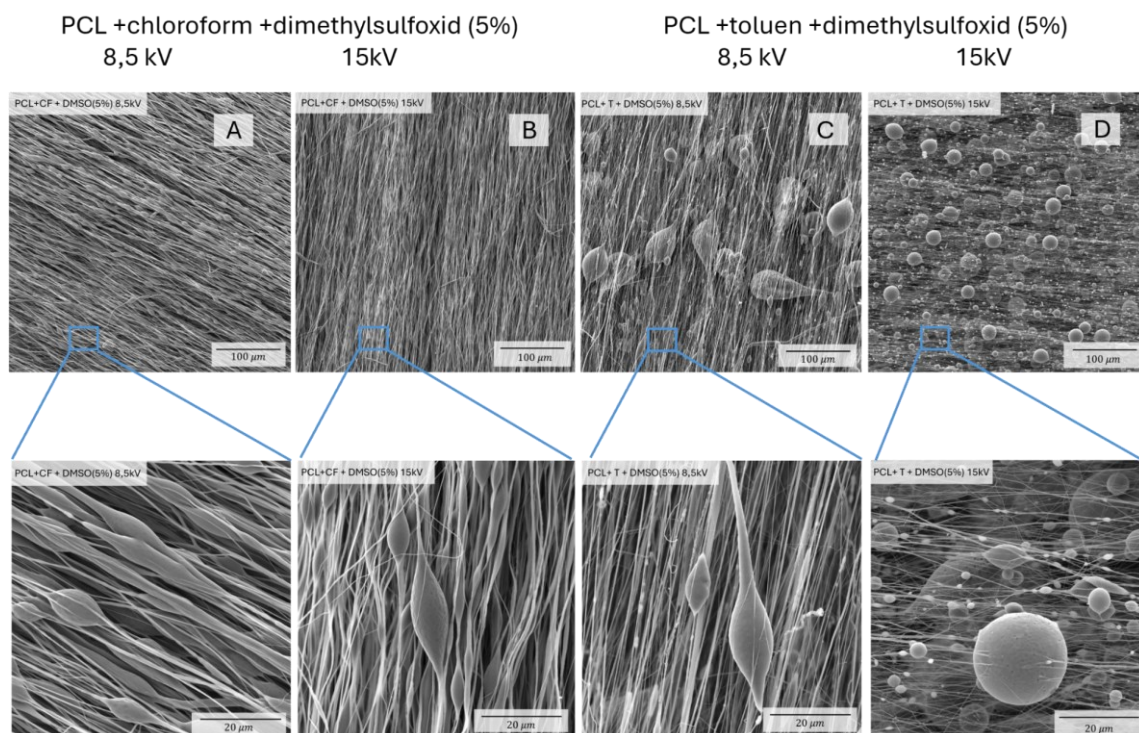 PCL +chloroform +dimethylsulfoxid (5%)
8,5 kV
15kV
PCL +toluen +dimethylsulfoxid (5%)
8,5 kV
15kV
PCL+CF + DMSO(5%) 8,5kV
A
100 μm
PCL+CF + DMSO(5%) 15kV
B
100 μm
PCL+ T + DMSO(5%) 8,5kV
C
100 μm
PCL+ T + DMSO(5%) 15kV
D
100 μm
PCL+CF + DMSO(5%) 8,5kV
20 μm
PCL+CF + DMSO(5%) 15kV
20 μm
PCL+ T + DMSO(5%) 8,5kV
20 μm
PCL+ T + DMSO(5%) 15kV
20 μm